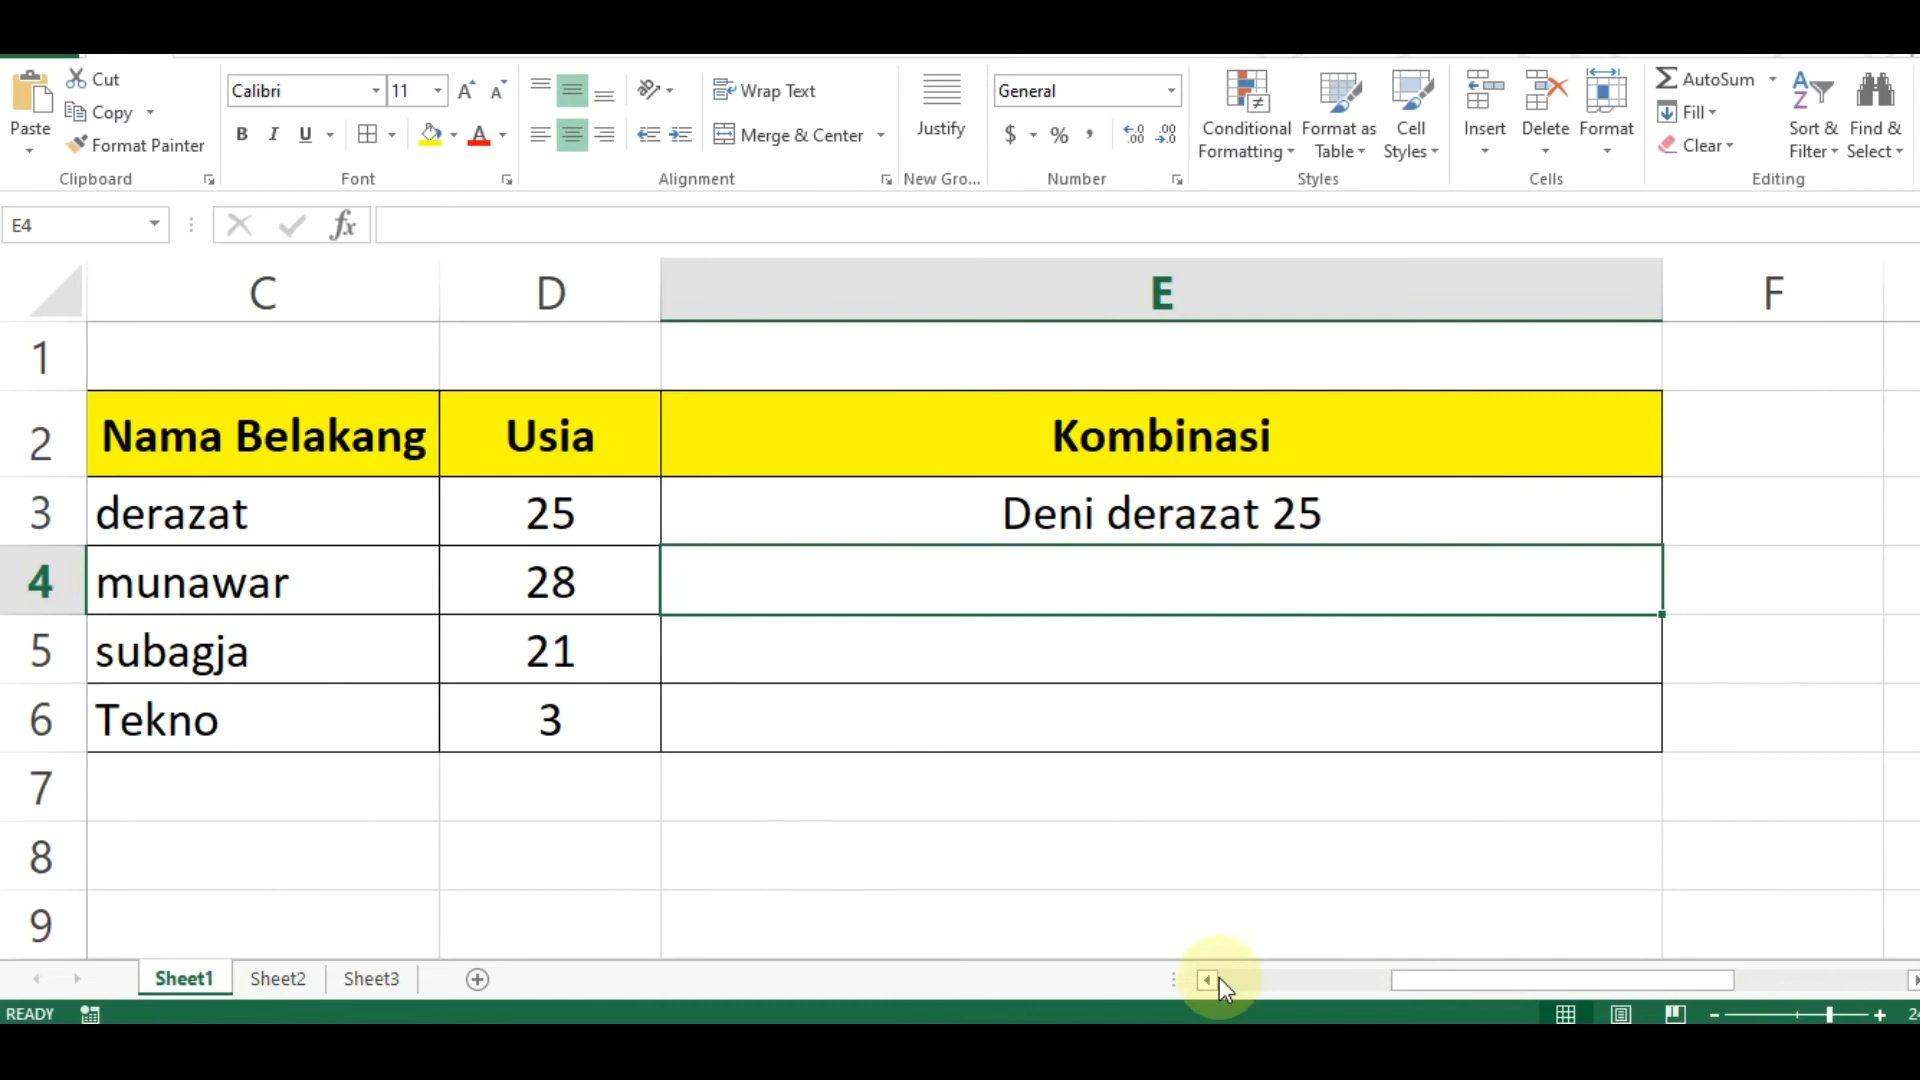 Cut
Copy
Paste
Format Painter
Clipboard
Calibri
11
B I U
Font
Wrap Text
Merge & Center
Alignment
Justify
New Gro...
General
$ % ,
Number
Conditional
Formatting
Format as
Table
Cell
Styles
Styles
Insert
Delete
Format
Cells
AutoSum
Fill
Clear
Sort &
Filter
Find &
Select
Editing
E4
fx
C D E F
1
2 Nama Belakang Usia Kombinasi
3 derazat 25 Deni derazat 25
4 munawar 28
5 subagja 21
6 Tekno 3
7
8
9
Sheet1 Sheet2 Sheet3
READY